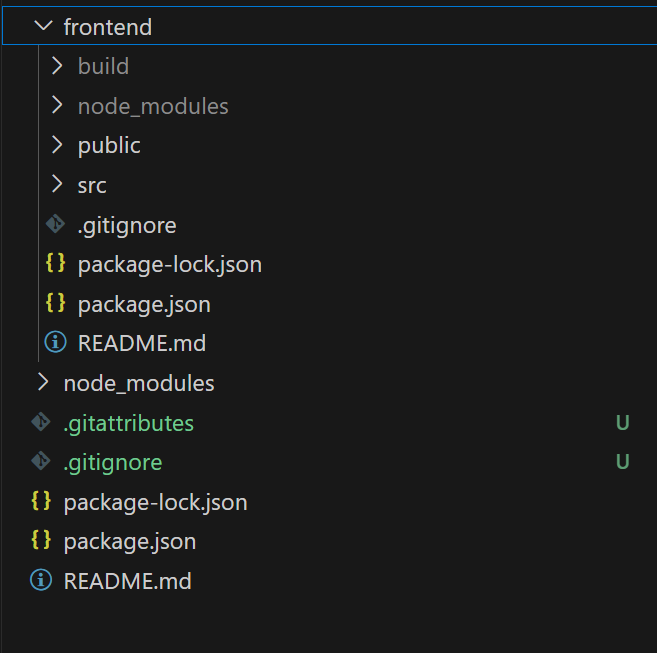 frontend
build
node_modules
public
src
.gitignore
package-lock.json
package.json
README.md
node_modules
.gitattributes U
.gitignore U
package-lock.json
package.json
README.md